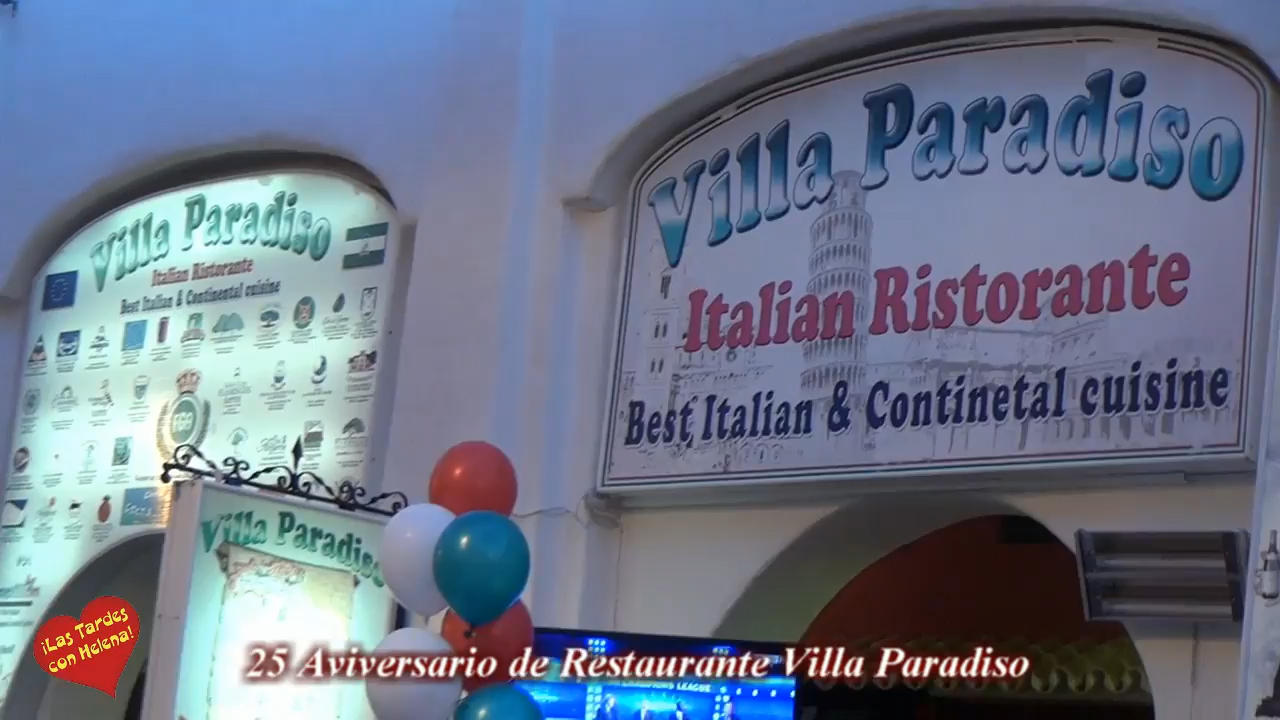 Villa Paradiso
Italian Ristorante
Best Italian & Continental cuisine
Villa Paradiso
Italian Ristorante
Best Italian & Continetal cuisine
Villa Paradiso
LEAGUE
¡Las Tardes
con Helena!
25 Aviversario de Restaurante Villa Paradiso